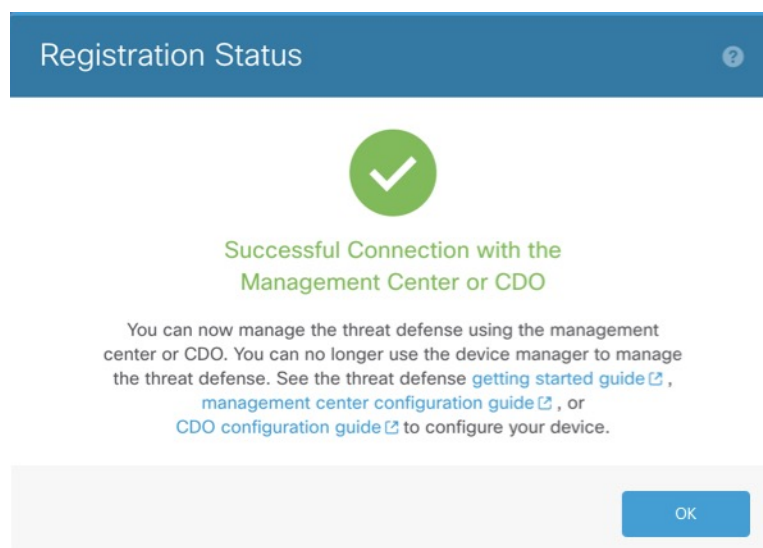 Registration Status
Successful Connection with the
Management Center or CDO
You can now manage the threat defense using the management
center or CDO. You can no longer use the device manager to manage
the threat defense. See the threat defense getting started guide ,
management center configuration guide , or
CDO configuration guide to configure your device.
OK